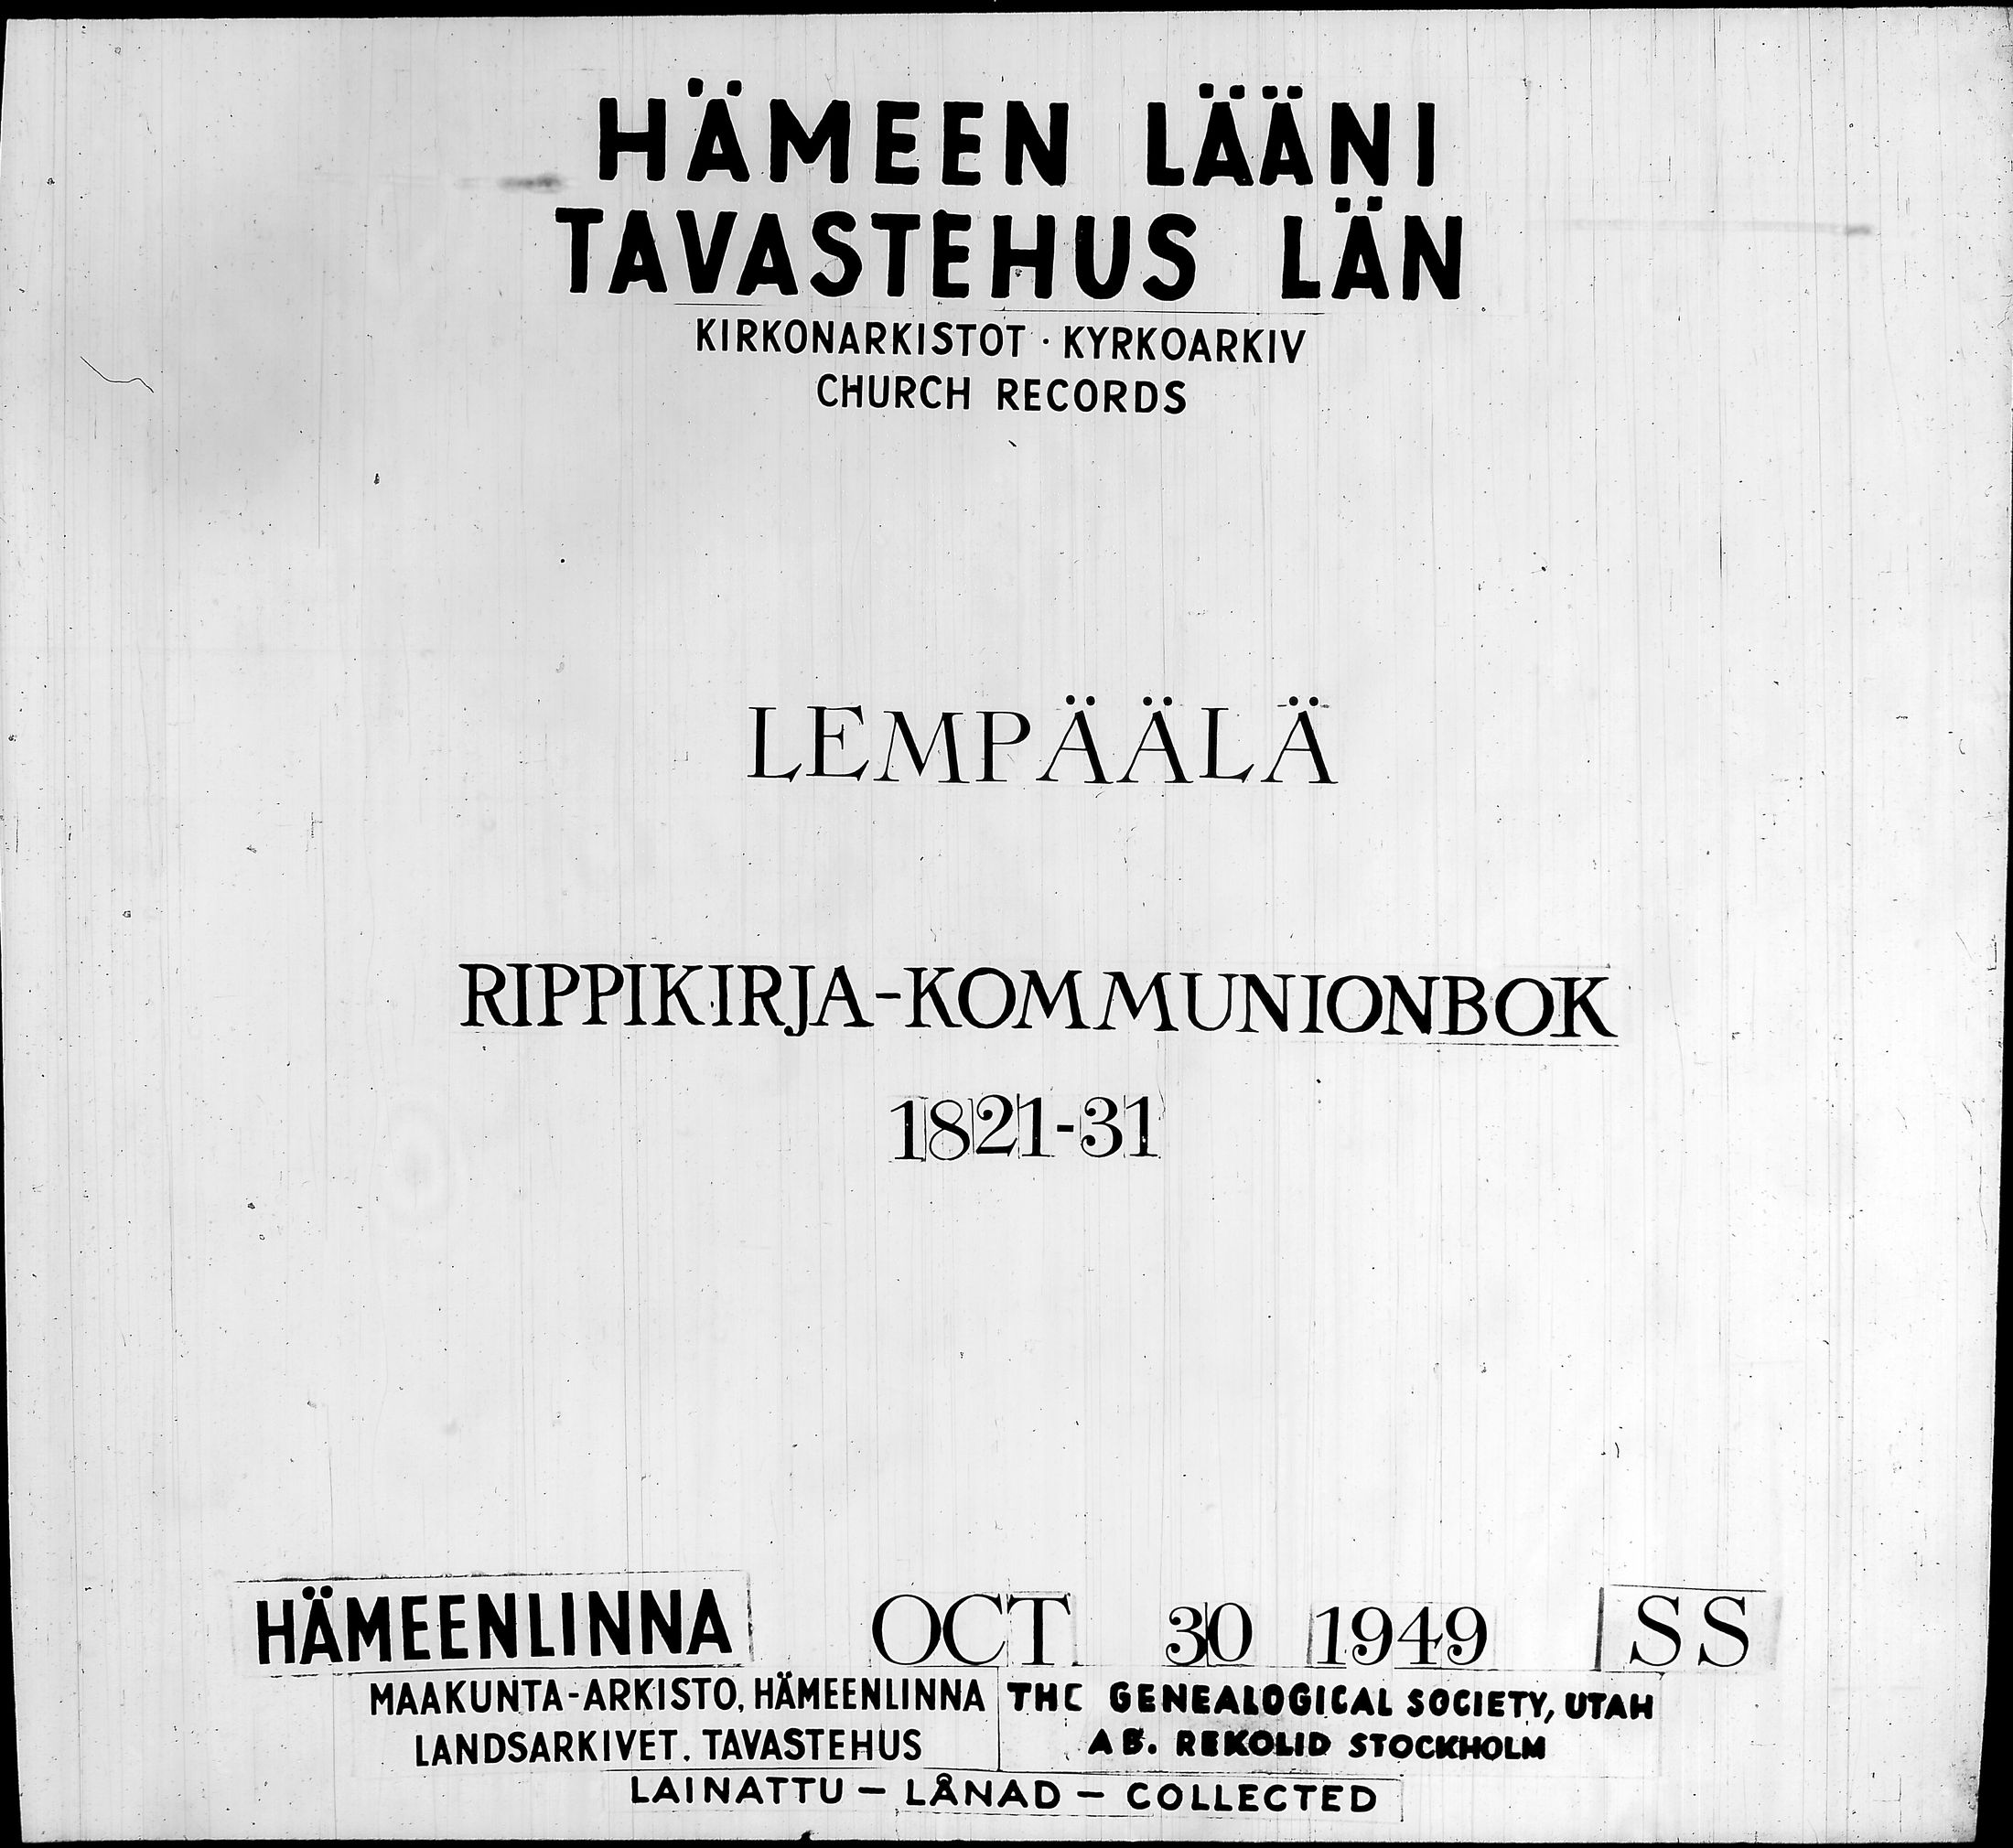 HÄMEEN LÄÄNI
TAVASTEHUS LÄN
KIRKONARKISTOT · KYRKOARKIV
CHURCH RECORDS
LEMPÄÄLÄ
RIPPIKIRJA-KOMMUNIONBOK
1821-31
HÄMEENLINNA OCT 30 1949 SS
MAAKUNTA-ARKISTO, HÄMEENLINNA
LANDSARKIVET. TAVASTEHUS
THE GENEALOGICAL SOCIETY, UTAH
AB. REKOLID STOCKHOLM
LAINATTU — LÅNAD — COLLECTED